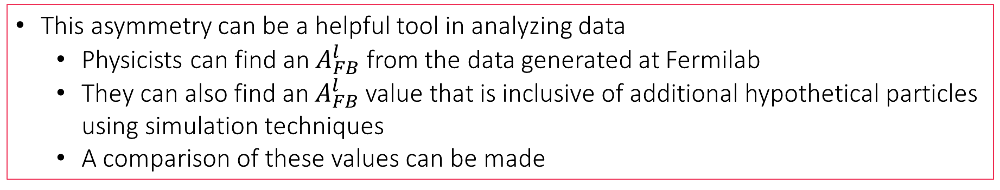 • This asymmetry can be a helpful tool in analyzing data
• Physicists can find an $A_{FB}^{l}$ from the data generated at Fermilab
• They can also find an $A_{FB}^{l}$ value that is inclusive of additional hypothetical particles
using simulation techniques
• A comparison of these values can be made